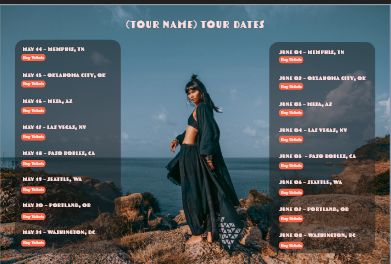 (TOUR NAME) TOUR DATES
MAY 14 – MEMPHIS, TN
Buy Tickets
MAY 15 – OKLAHOMA CITY, OK
Buy Tickets
MAY 16 – MESA, AZ
Buy Tickets
MAY 17 – LAS VEGAS, NV
Buy Tickets
MAY 18 – PASO ROBLES, CA
Buy Tickets
MAY 19 – SEATTLE, WA
Buy Tickets
MAY 20 – PORTLAND, OR
Buy Tickets
MAY 21 – WASHINGTON, DC
Buy Tickets
JUNE 01 – MEMPHIS, TN
Buy Tickets
JUNE 02 – OKLAHOMA CITY, OK
Buy Tickets
JUNE 03 – MESA, AZ
Buy Tickets
JUNE 04 – LAS VEGAS, NV
Buy Tickets
JUNE 05 – PASO ROBLES, CA
Buy Tickets
JUNE 06 – SEATTLE, WA
Buy Tickets
JUNE 07 – PORTLAND, OR
Buy Tickets
JUNE 08 – WASHINGTON, DC
Buy Tickets